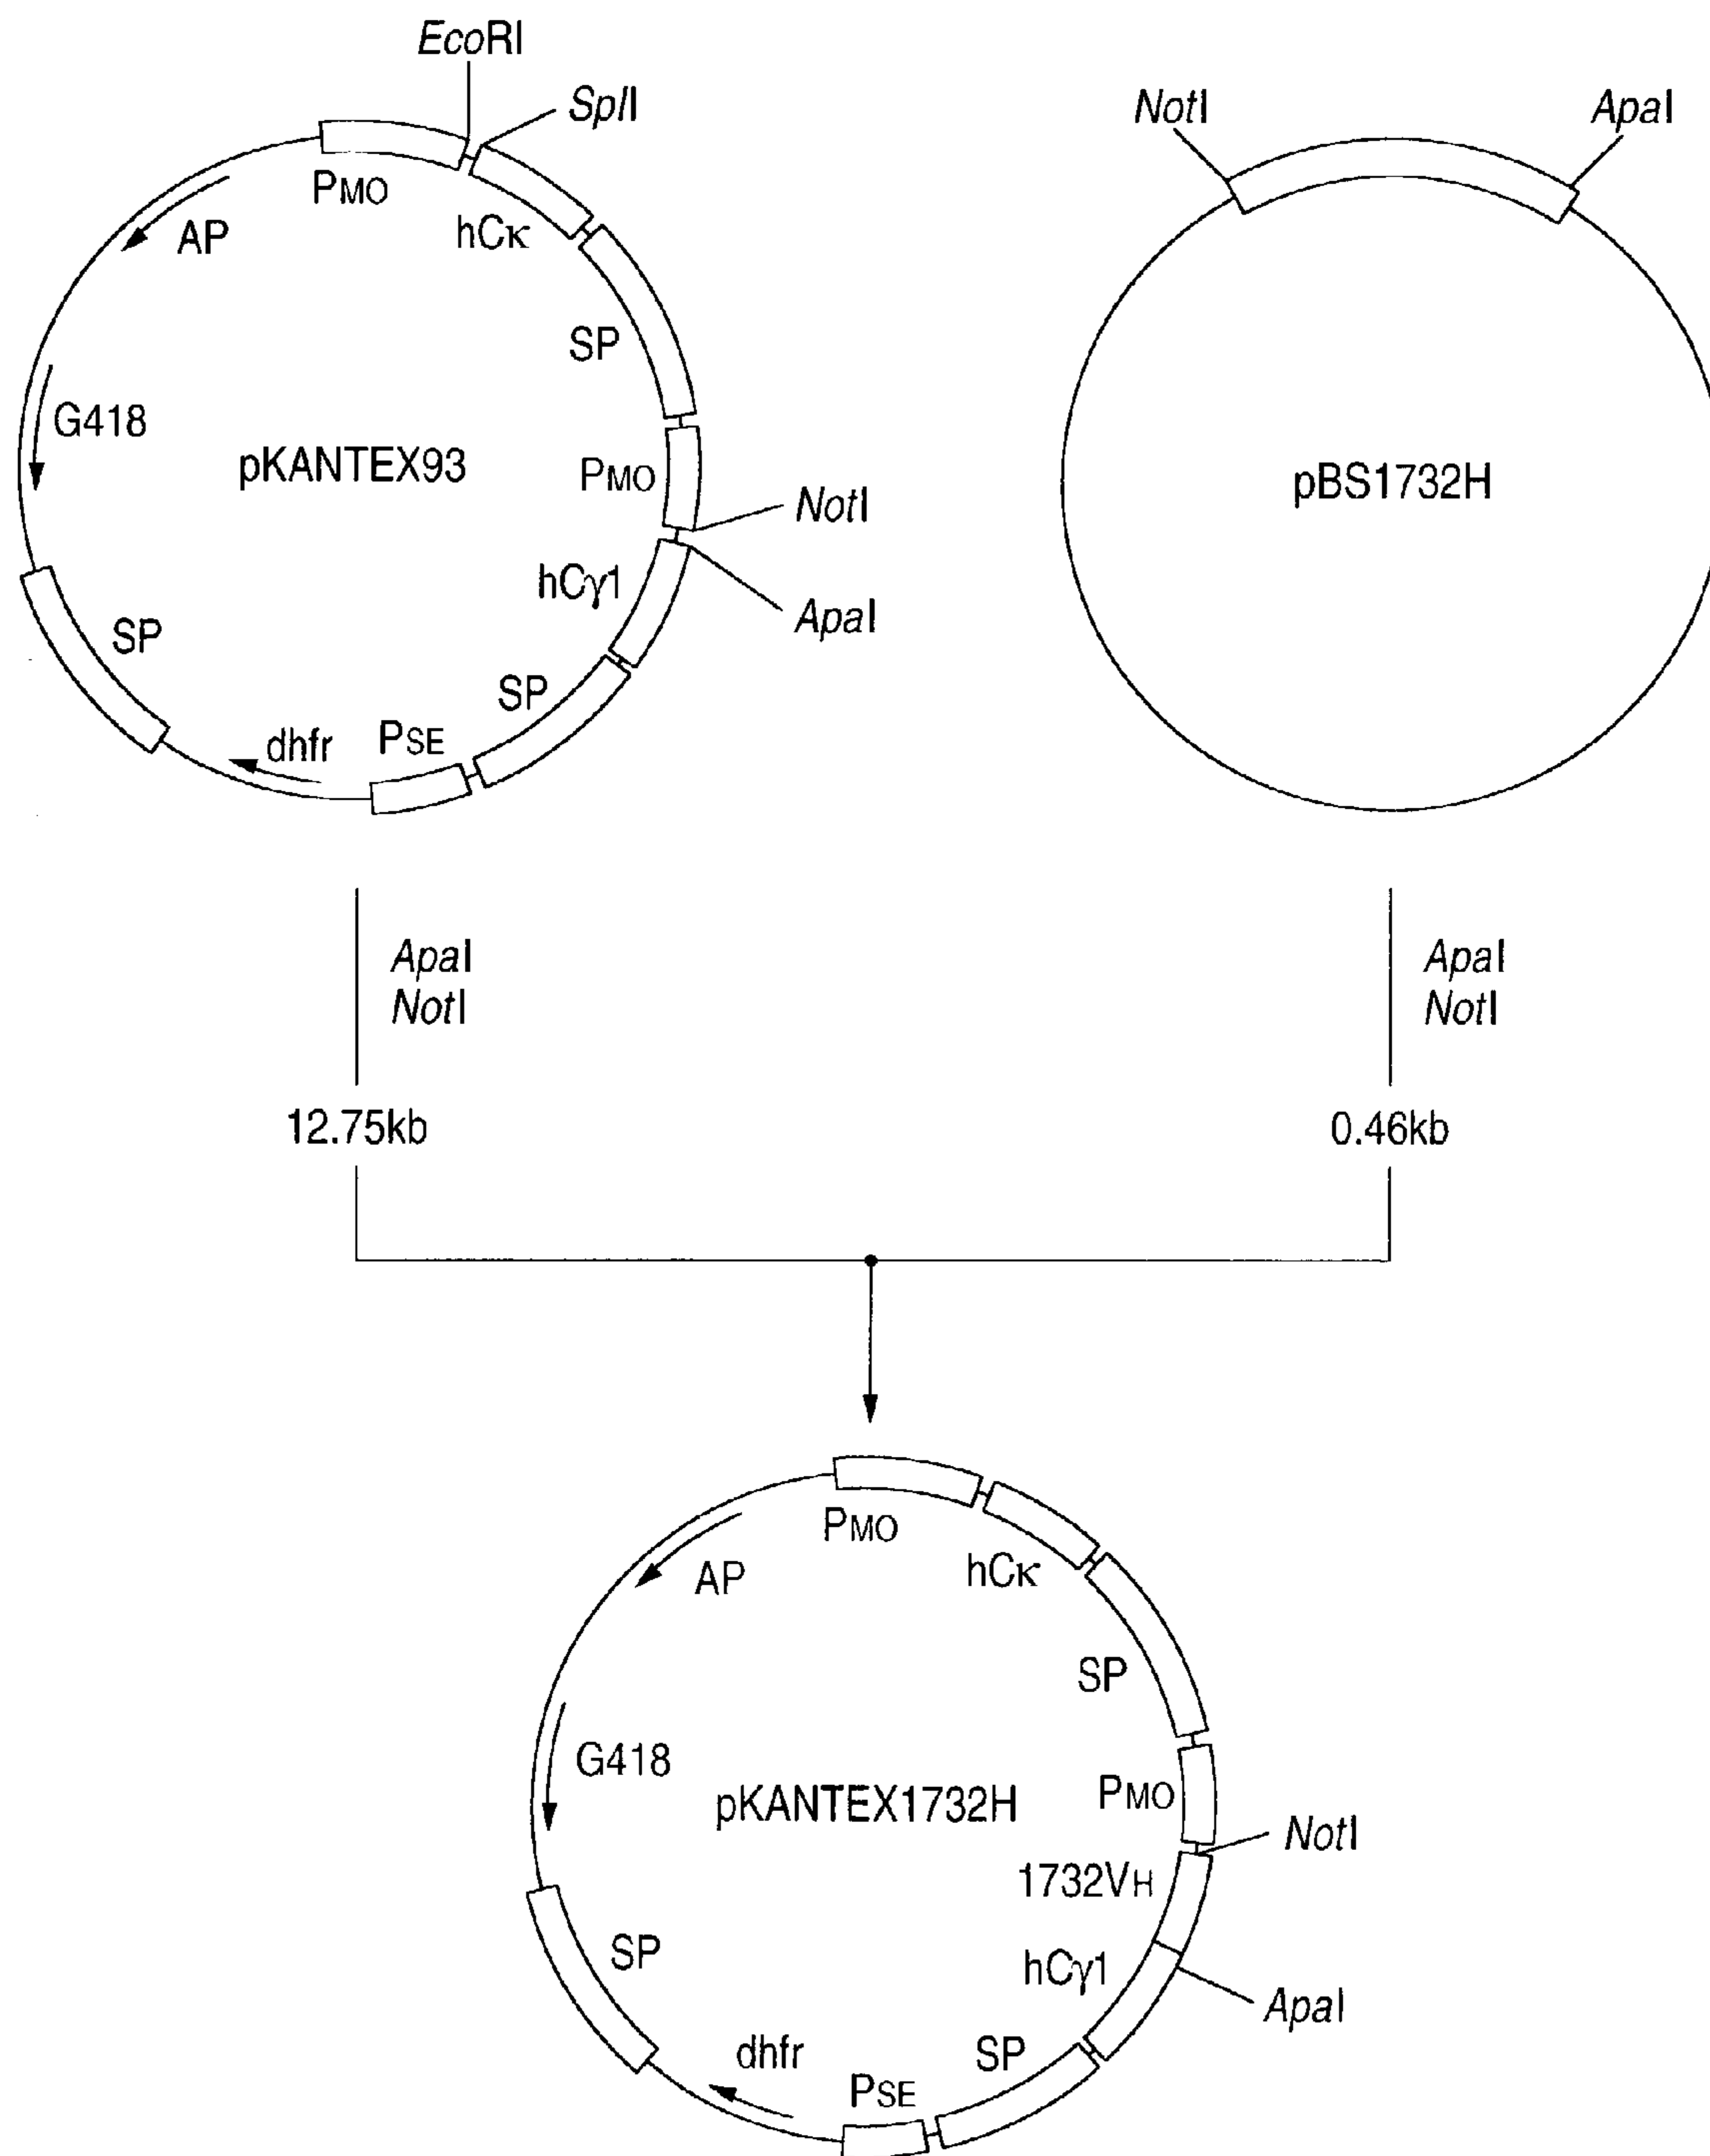 EcoRI
SplI
PMO
hCκ
AP
SP
G418
pKANTEX93
PMO
NotI
hCγ1
ApaI
SP
SP
PSE
dhfr
NotI
ApaI
pBS1732H
ApaI
NotI
12.75kb
ApaI
NotI
0.46kb
PMO
hCκ
AP
SP
G418
pKANTEX1732H
PMO
NotI
1732VH
hCγ1
ApaI
SP
SP
dhfr
PSE